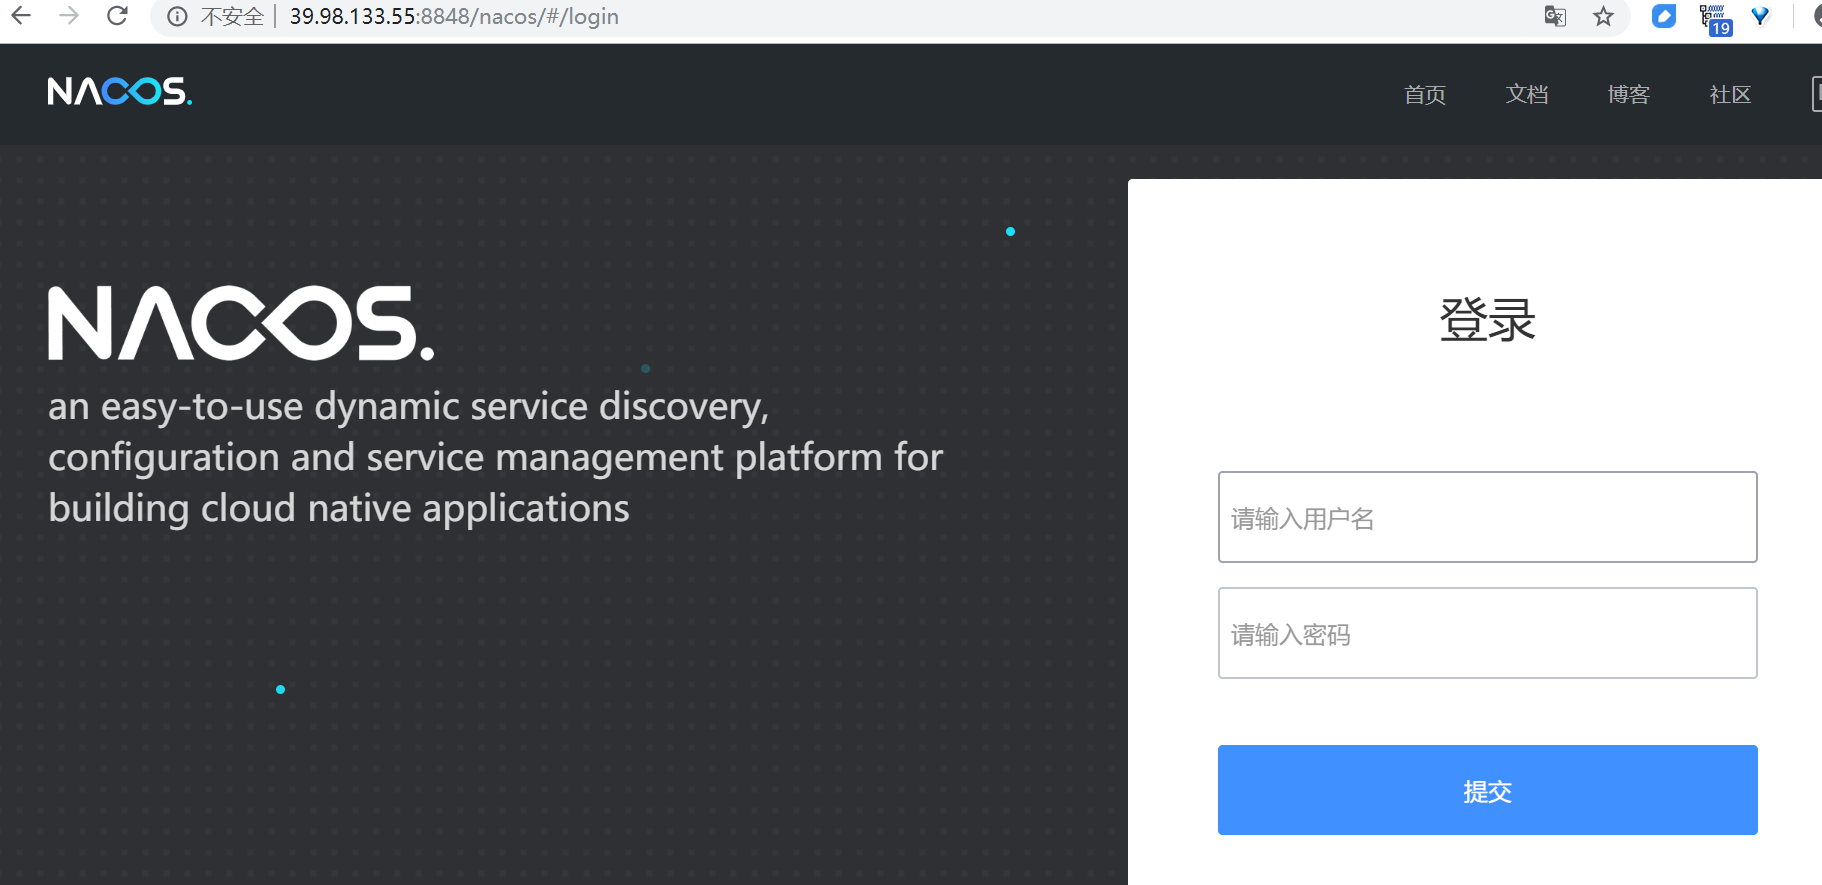 不安全 39.98.133.55:8848/nacos/#/login
19
NACOS.
首页 文档 博客 社区
NACOS.
an easy-to-use dynamic service discovery,
configuration and service management platform for
building cloud native applications
登录
请输入用户名
请输入密码
提交